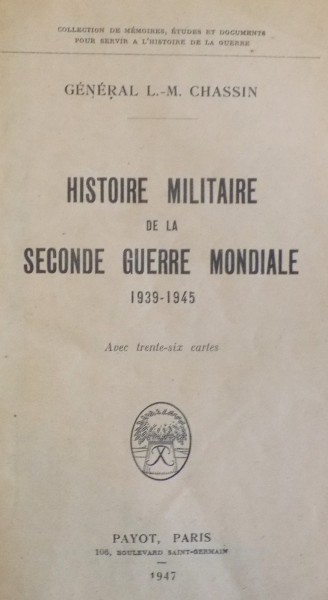 COLLECTION DE MÉMOIRES, ÉTUDES ET DOCUMENTS
POUR SERVIR A L'HISTOIRE DE LA GUERRE
GÉNÉRAL L.-M. CHASSIN
HISTOIRE MILITAIRE
DE LA
SECONDE GUERRE MONDIALE
1939-1945
Avec trente-six cartes
PAYOT, PARIS
106, BOULEVARD SAINT-GERMAIN
1947